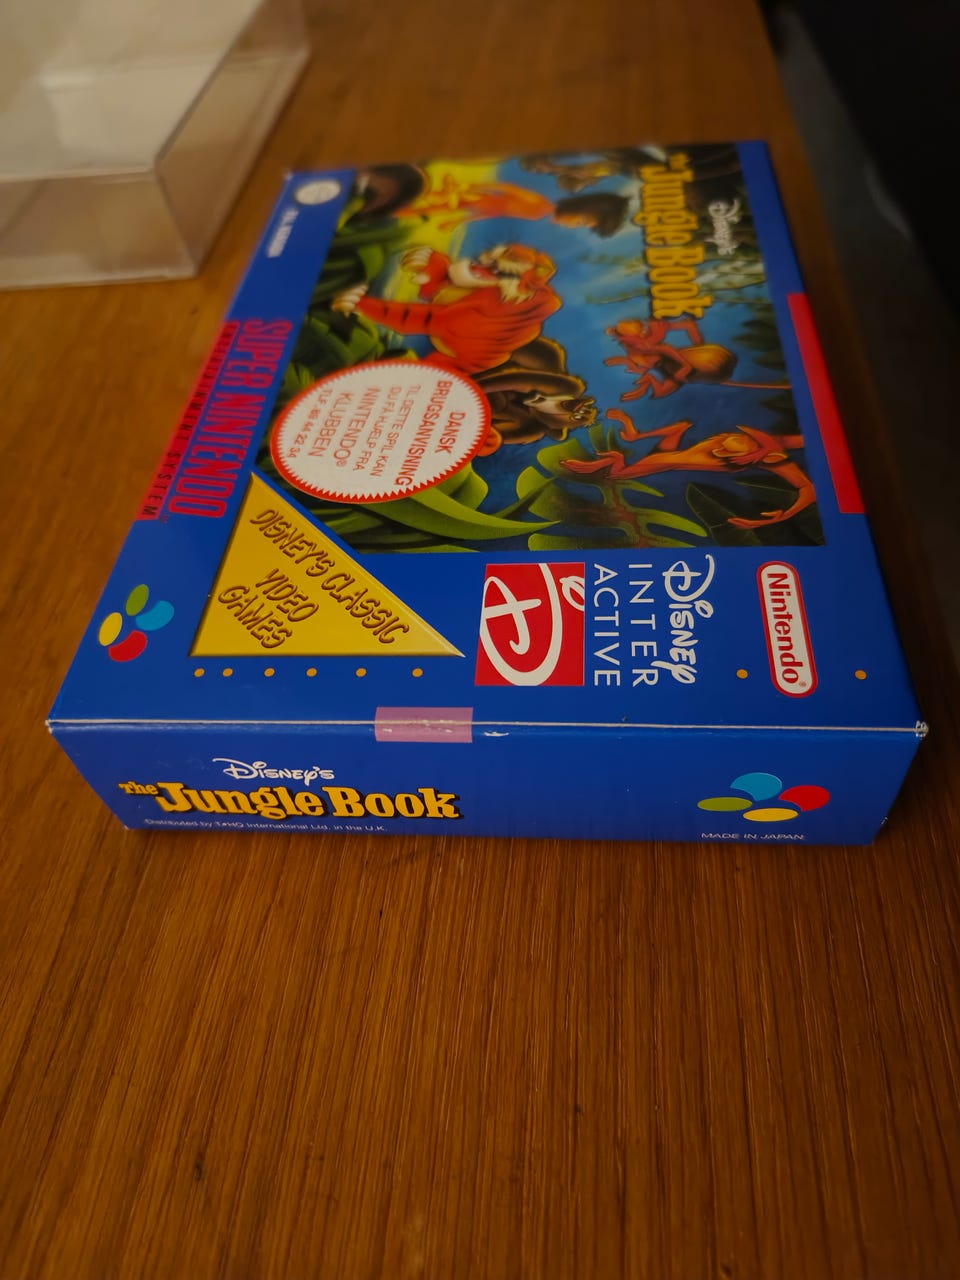 Disney's
The Jungle Book
Nintendo®
DISNEY
INTER
ACTIVE
DANSK
BRUGSANVISNING
TIL DETTE SPIL KAN
DU FÅ HJÆLP FRA
NINTENDO®
KLUBBEN
DISNEY'S CLASSIC
VIDEO
GAMES
SUPER NINTENDO
ENTERTAINMENT SYSTEM
Disney's
The Jungle Book
Distributed by T•HQ International Ltd. in the U.K.
MADE IN JAPAN